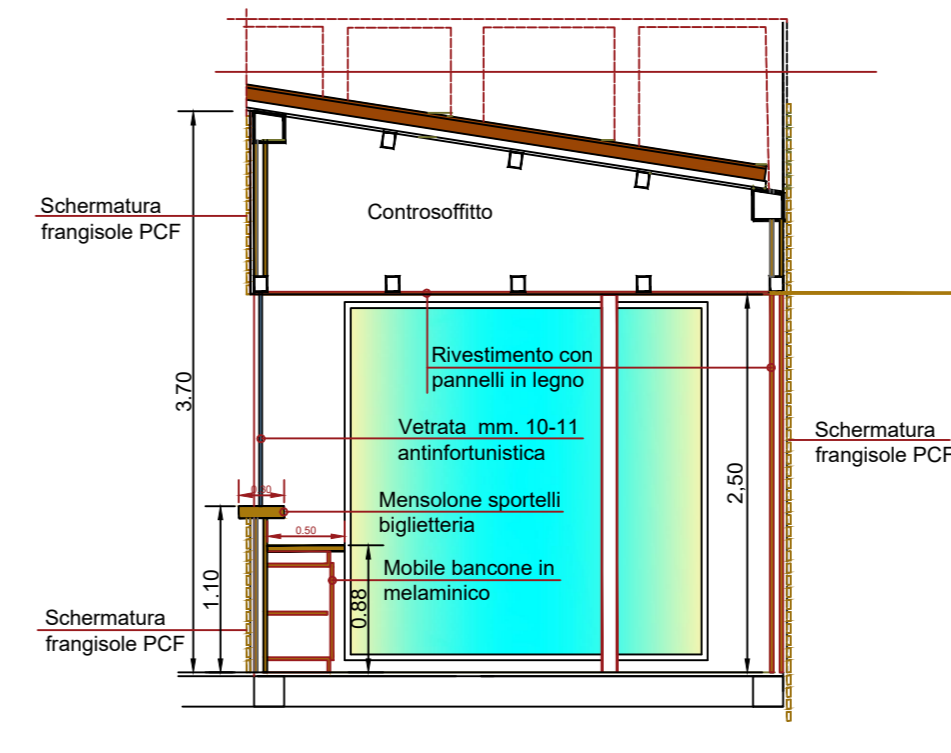 Schermatura
frangisole PCF
Controsoffitto
3.70
Rivestimento con
pannelli in legno
Vetrata mm. 10-11
antinfortunistica
Schermatura
frangisole PCF
2,50
Mensolone sportelli
biglietteria
0.50
1.10
0.88
Mobile bancone in
melaminico
Schermatura
frangisole PCF